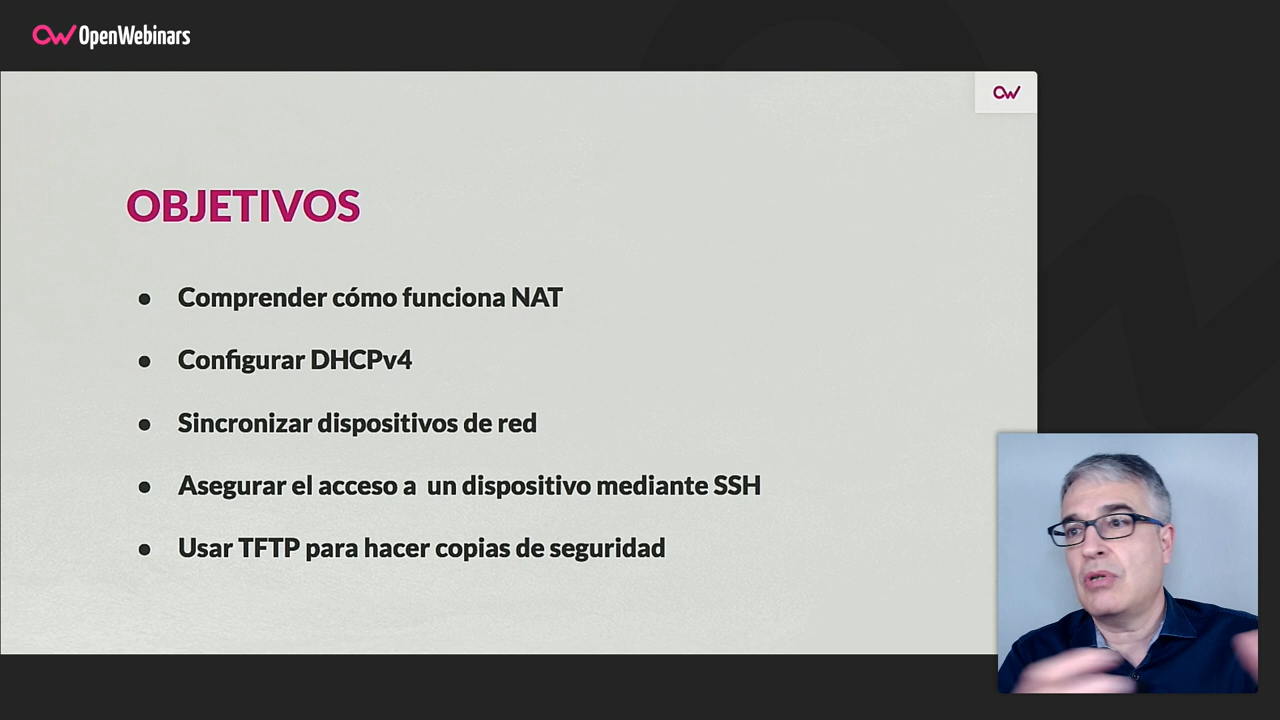 OpenWebinars
OBJETIVOS
● Comprender cómo funciona NAT
● Configurar DHCPv4
● Sincronizar dispositivos de red
● Asegurar el acceso a  un dispositivo mediante SSH
● Usar TFTP para hacer copias de seguridad